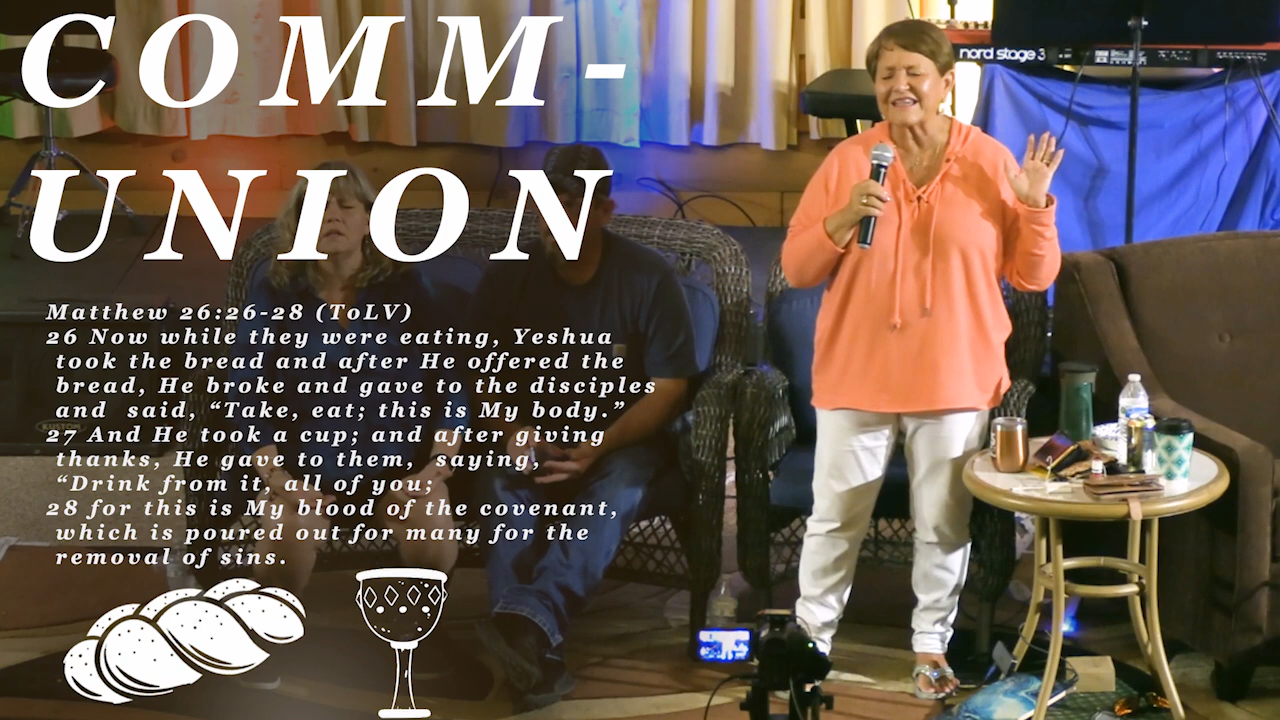 COMM-
UNION
nord stage 3
Matthew 26:26-28 (ToLV)
26 Now while they were eating, Yeshua
took the bread and after He offered the
bread, He broke and gave to the disciples
and said, “Take, eat; this is My body.”
27 And He took a cup; and after giving
thanks, He gave to them, saying,
“Drink from it, all of you;
28 for this is My blood of the covenant,
which is poured out for many for the
removal of sins.
KUSTOM